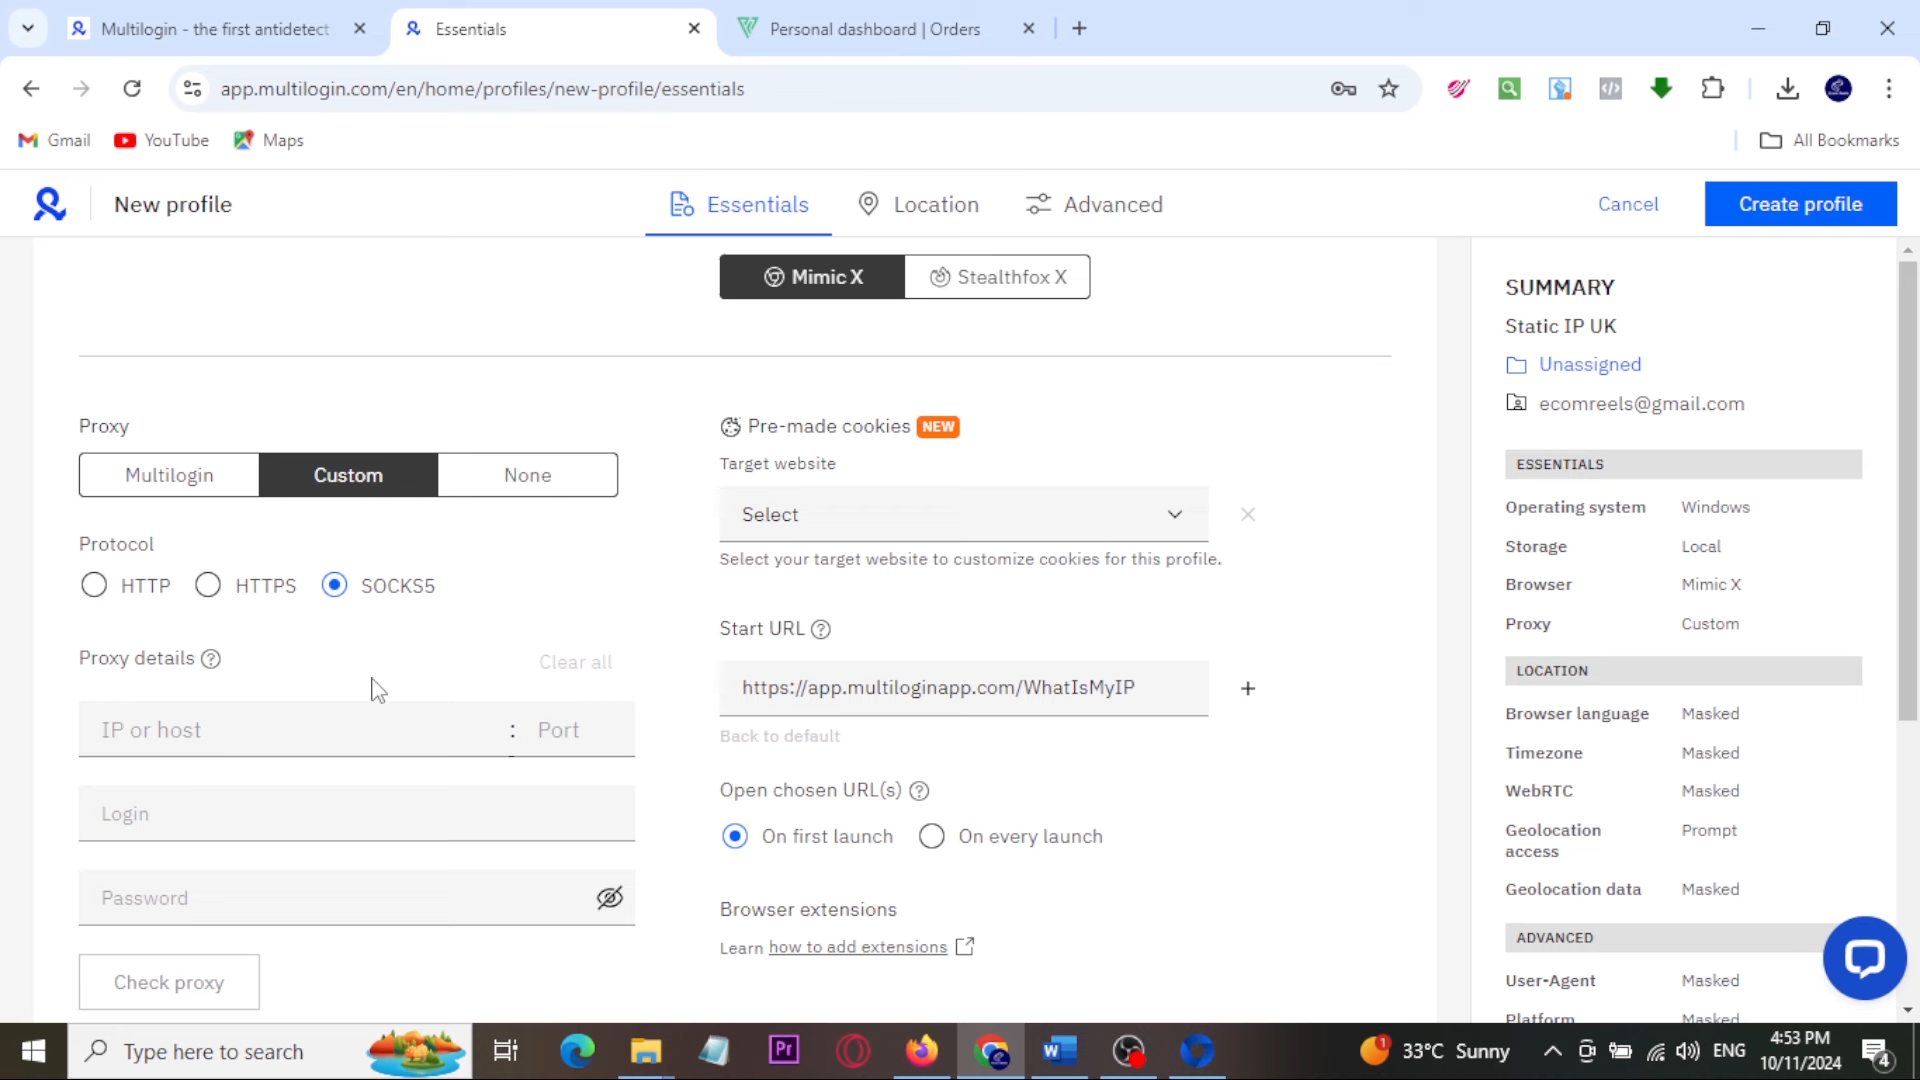 Multilogin - the first antidetect
Essentials
Personal dashboard | Orders
app.multilogin.com/en/home/profiles/new-profile/essentials
Gmail
YouTube
Maps
All Bookmarks
New profile
Essentials
Location
Advanced
Cancel
Create profile
Mimic X
Stealthfox X
Proxy
Multilogin
Custom
None
Protocol
HTTP
HTTPS
SOCKS5
Proxy details
Clear all
IP or host
:
Port
Login
Password
Check proxy
Pre-made cookies NEW
Target website
Select
Select your target website to customize cookies for this profile.
Start URL
https://app.multiloginapp.com/WhatIsMyIP
Back to default
Open chosen URL(s)
On first launch
On every launch
Browser extensions
Learn how to add extensions
SUMMARY
Static IP UK
Unassigned
ecomreels@gmail.com
ESSENTIALS
Operating system Windows
Storage Local
Browser Mimic X
Proxy Custom
LOCATION
Browser language Masked
Timezone Masked
WebRTC Masked
Geolocation Prompt
access
Geolocation data Masked
ADVANCED
User-Agent Masked
Platform Masked
Type here to search
Pr
W
1
33°C Sunny
ENG
4:53 PM
10/11/2024
4